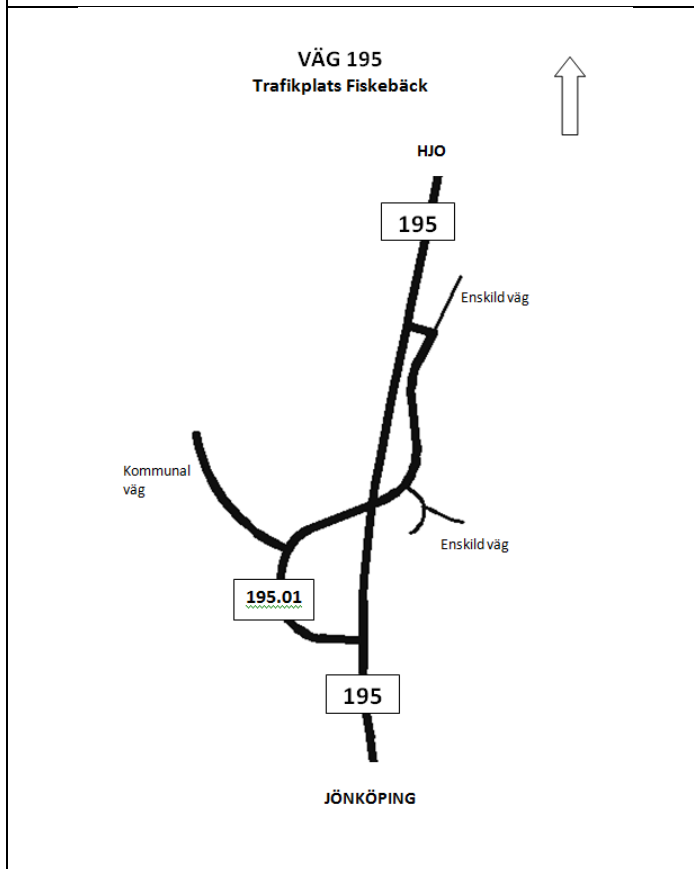 VÄG 195
Trafikplats Fiskebäck
HJO
195
Enskild väg
Kommunal
väg
Enskild väg
195.01
195
JÖNKÖPING